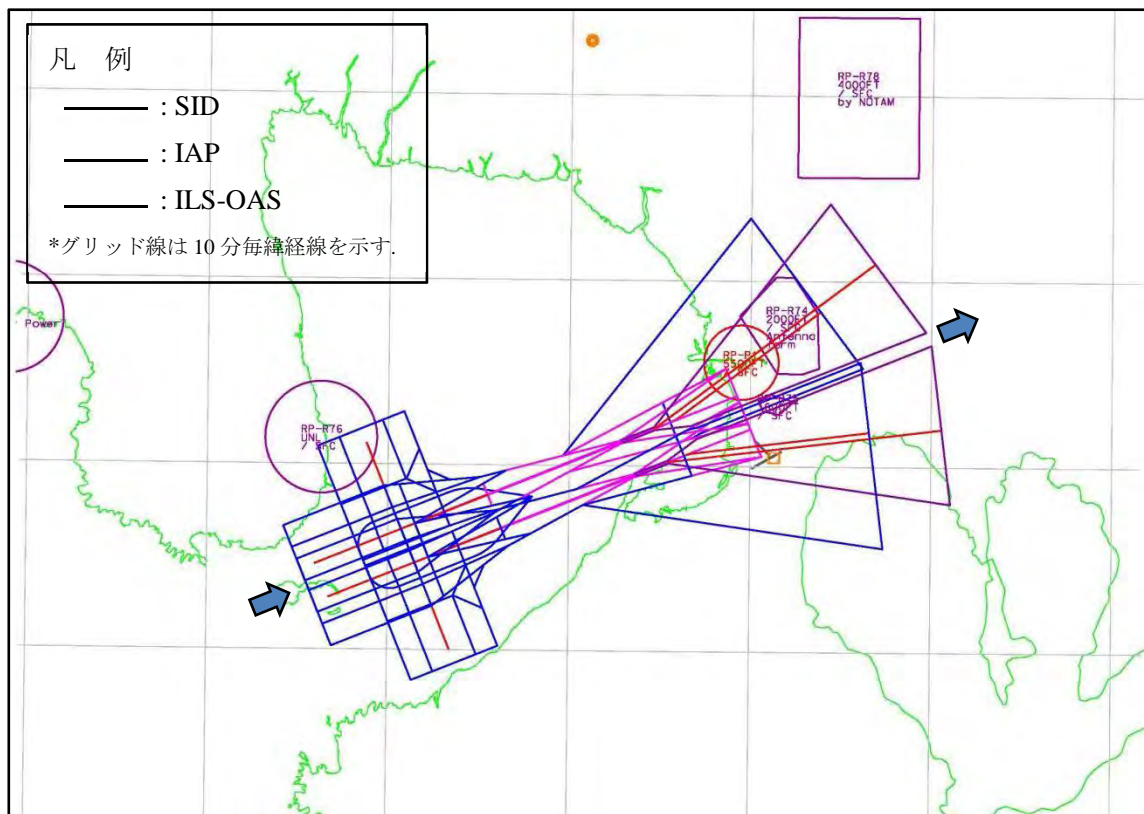 凡 例
: SID
: IAP
: ILS-OAS
*グリッド線は 10 分毎緯経線を示す.
RP-R78
4000FT
/ SFC
by NOTAM
Power
RP-R74
2000FT
/ SFC
Antenna
Farm
RP-R76
UNL
/ SFC